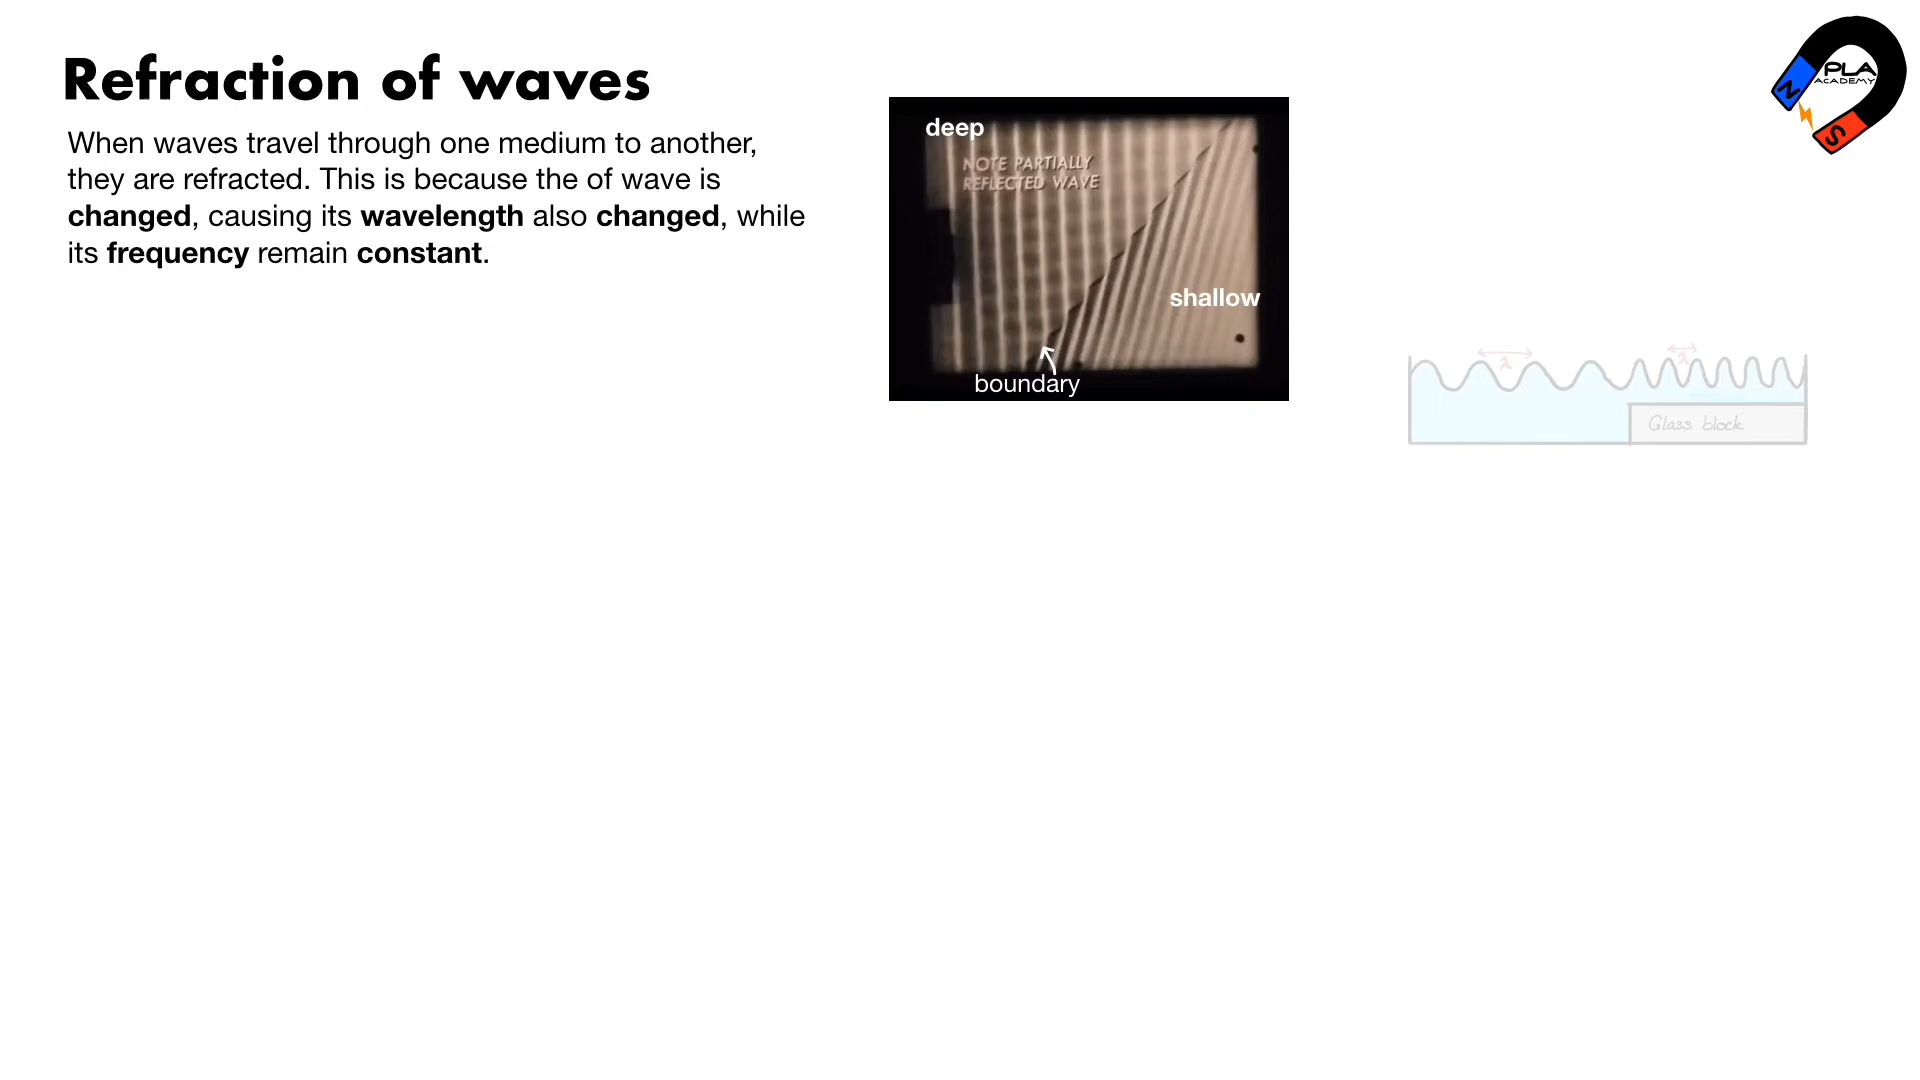 Refraction of waves
When waves travel through one medium to another,
they are refracted. This is because the of wave is
changed, causing its wavelength also changed, while
its frequency remain constant.
deep
NOTE PARTIALLY
REFLECTED WAVE
shallow
boundary
PLA
ACADEMY
N
S
λ
λ
Glass block